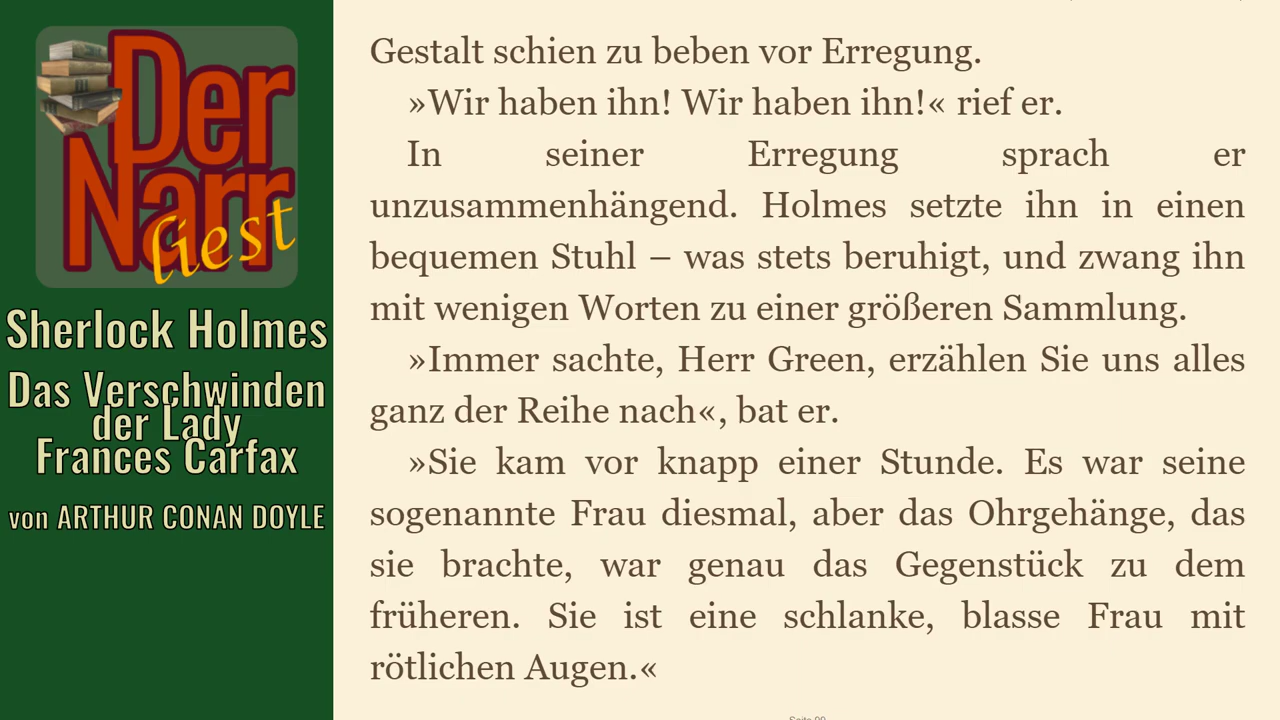 Der
Narr
liest
Sherlock Holmes
Das Verschwinden
der Lady
Frances Carfax
von ARTHUR CONAN DOYLE
Gestalt schien zu beben vor Erregung.
»Wir haben ihn! Wir haben ihn!« rief er.
In seiner Erregung sprach er
unzusammenhängend. Holmes setzte ihn in einen
bequemen Stuhl – was stets beruhigt, und zwang ihn
mit wenigen Worten zu einer größeren Sammlung.
»Immer sachte, Herr Green, erzählen Sie uns alles
ganz der Reihe nach«, bat er.
»Sie kam vor knapp einer Stunde. Es war seine
sogenannte Frau diesmal, aber das Ohrgehänge, das
sie brachte, war genau das Gegenstück zu dem
früheren. Sie ist eine schlanke, blasse Frau mit
rötlichen Augen.«